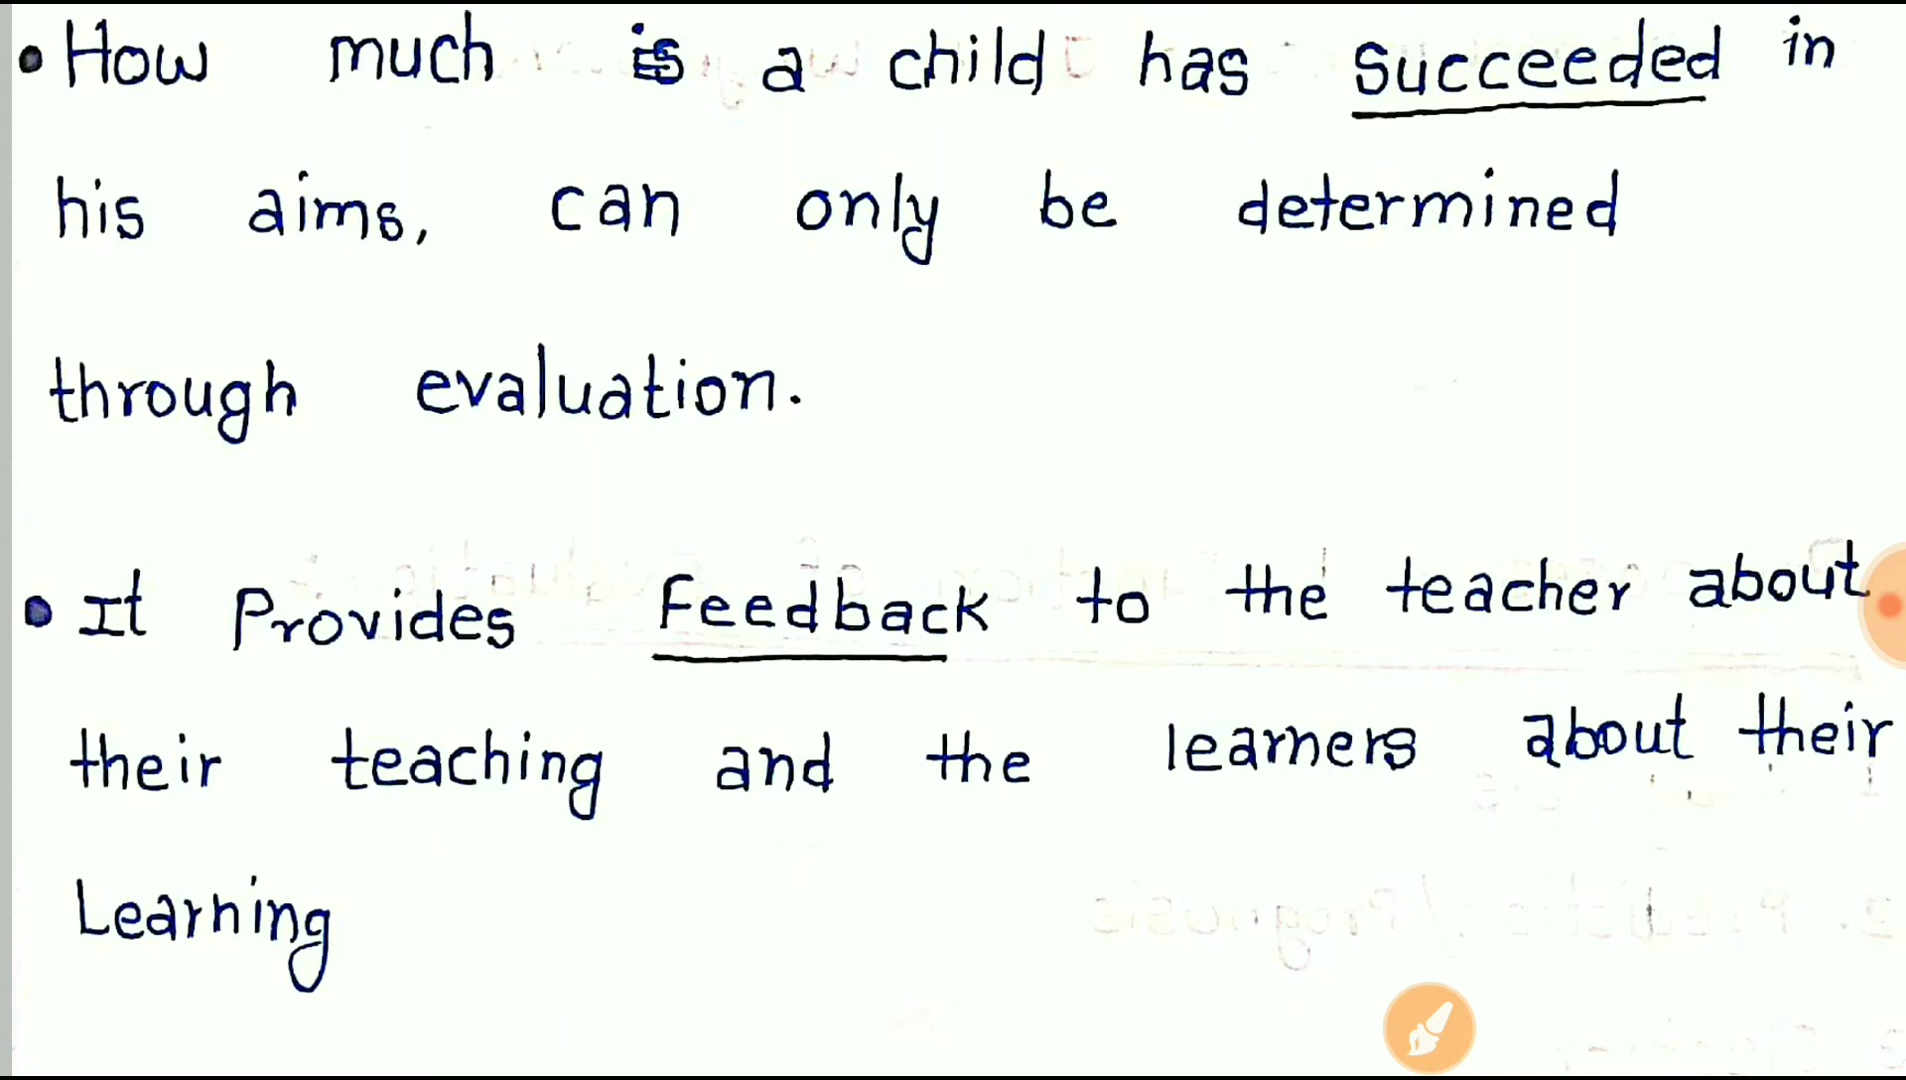 • How much is a child has succeeded in
his aims, can only be determined
through evaluation.
• It Provides Feedback to the teacher about
their teaching and the learners about their
Learning